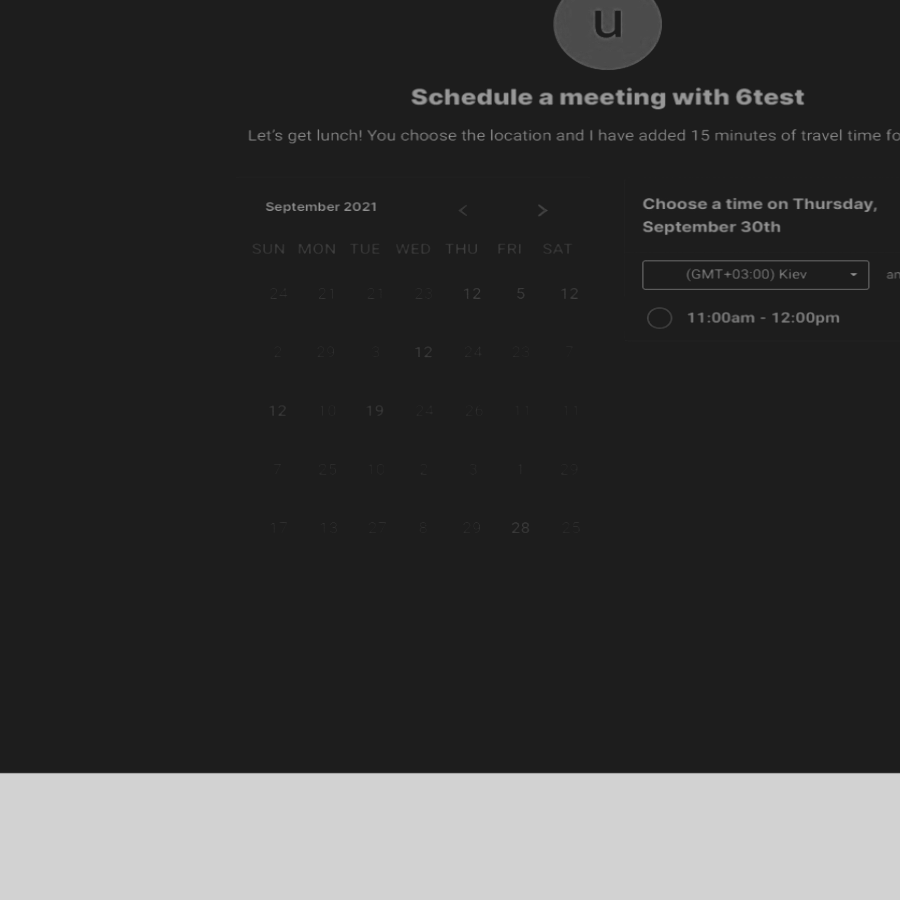 u
Schedule a meeting with 6test
Let's get lunch! You choose the location and I have added 15 minutes of travel time fo
September 2021 < >
SUN MON TUE WED THU FRI SAT
24 21 21 23 12 5 12
2 29 3 12 24 23 7
12 10 19 24 26 11 11
7 25 10 2 3 1 29
17 13 27 8 29 28 25
Choose a time on Thursday,
September 30th
(GMT+03:00) Kiev an
11:00am - 12:00pm